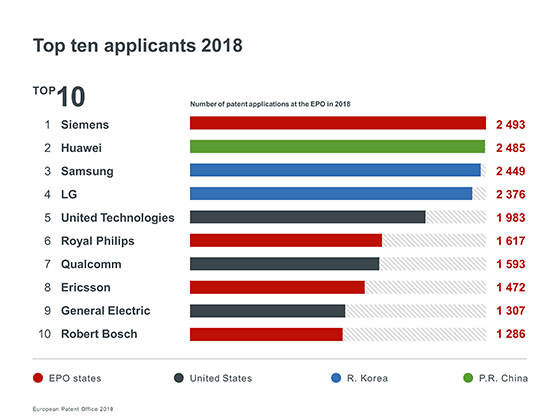 Top ten applicants 2018
TOP 10
Number of patent applications at the EPO in 2018
1 Siemens 2 493
2 Huawei 2 485
3 Samsung 2 449
4 LG 2 376
5 United Technologies 1 983
6 Royal Philips 1 617
7 Qualcomm 1 593
8 Ericsson 1 472
9 General Electric 1 307
10 Robert Bosch 1 286
EPO states United States R. Korea P.R. China
European Patent Office 2019